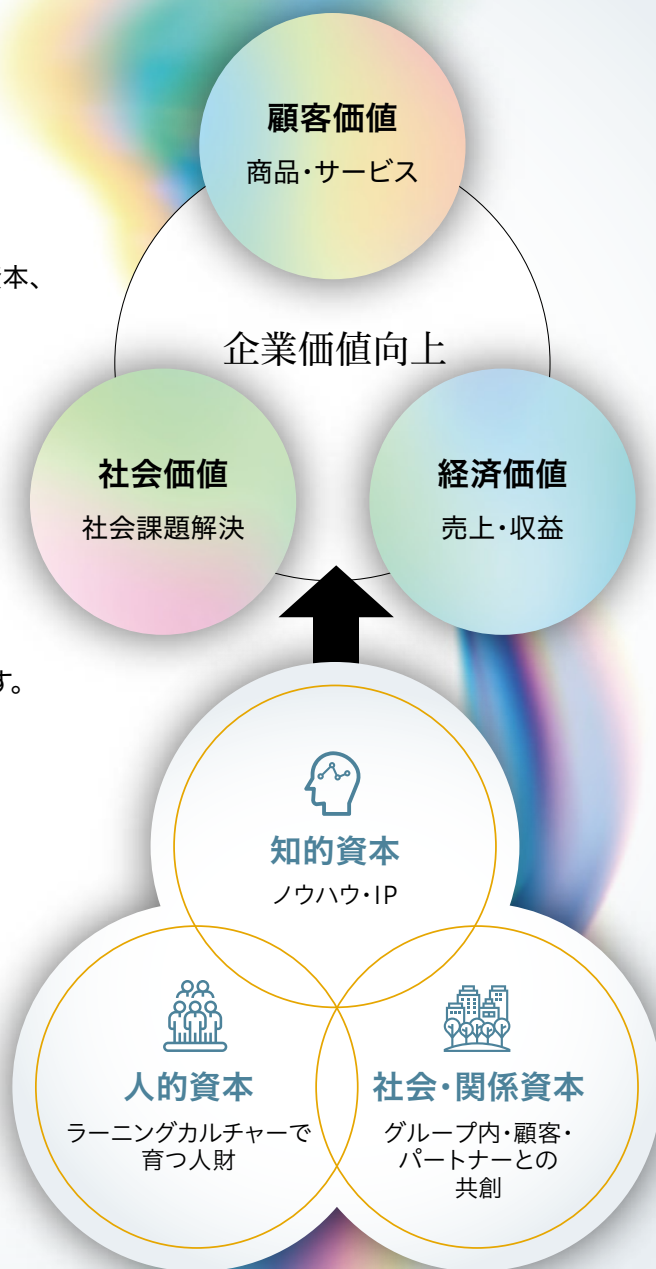 顧客価値
商品・サービス
本、
企業価値向上
社会価値
社会課題解決
経済価値
売上・収益
す。
知的資本
ノウハウ・IP
人的資本
ラーニングカルチャーで
育つ人財
社会・関係資本
グループ内・顧客・
パートナーとの
共創